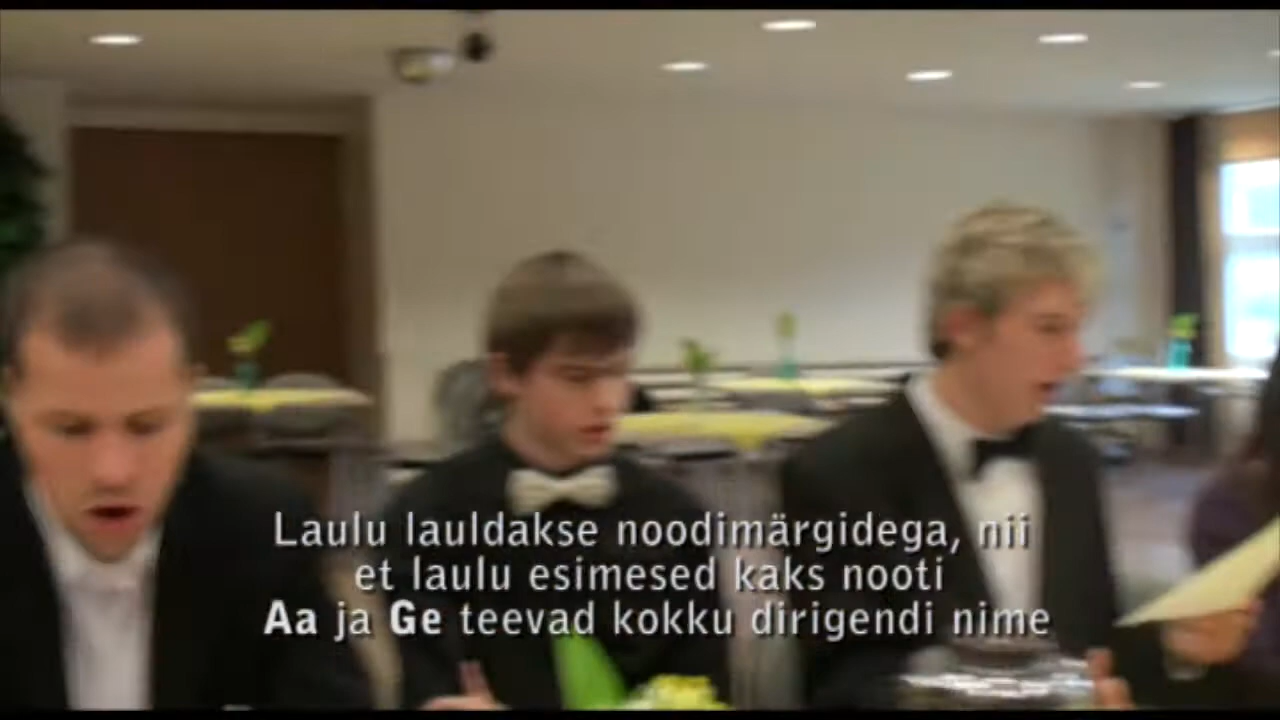 Laulu lauldakse noodimärgidega, nii
et laulu esimesed kaks nooti
Aa ja Ge teevad kokku dirigendi nime